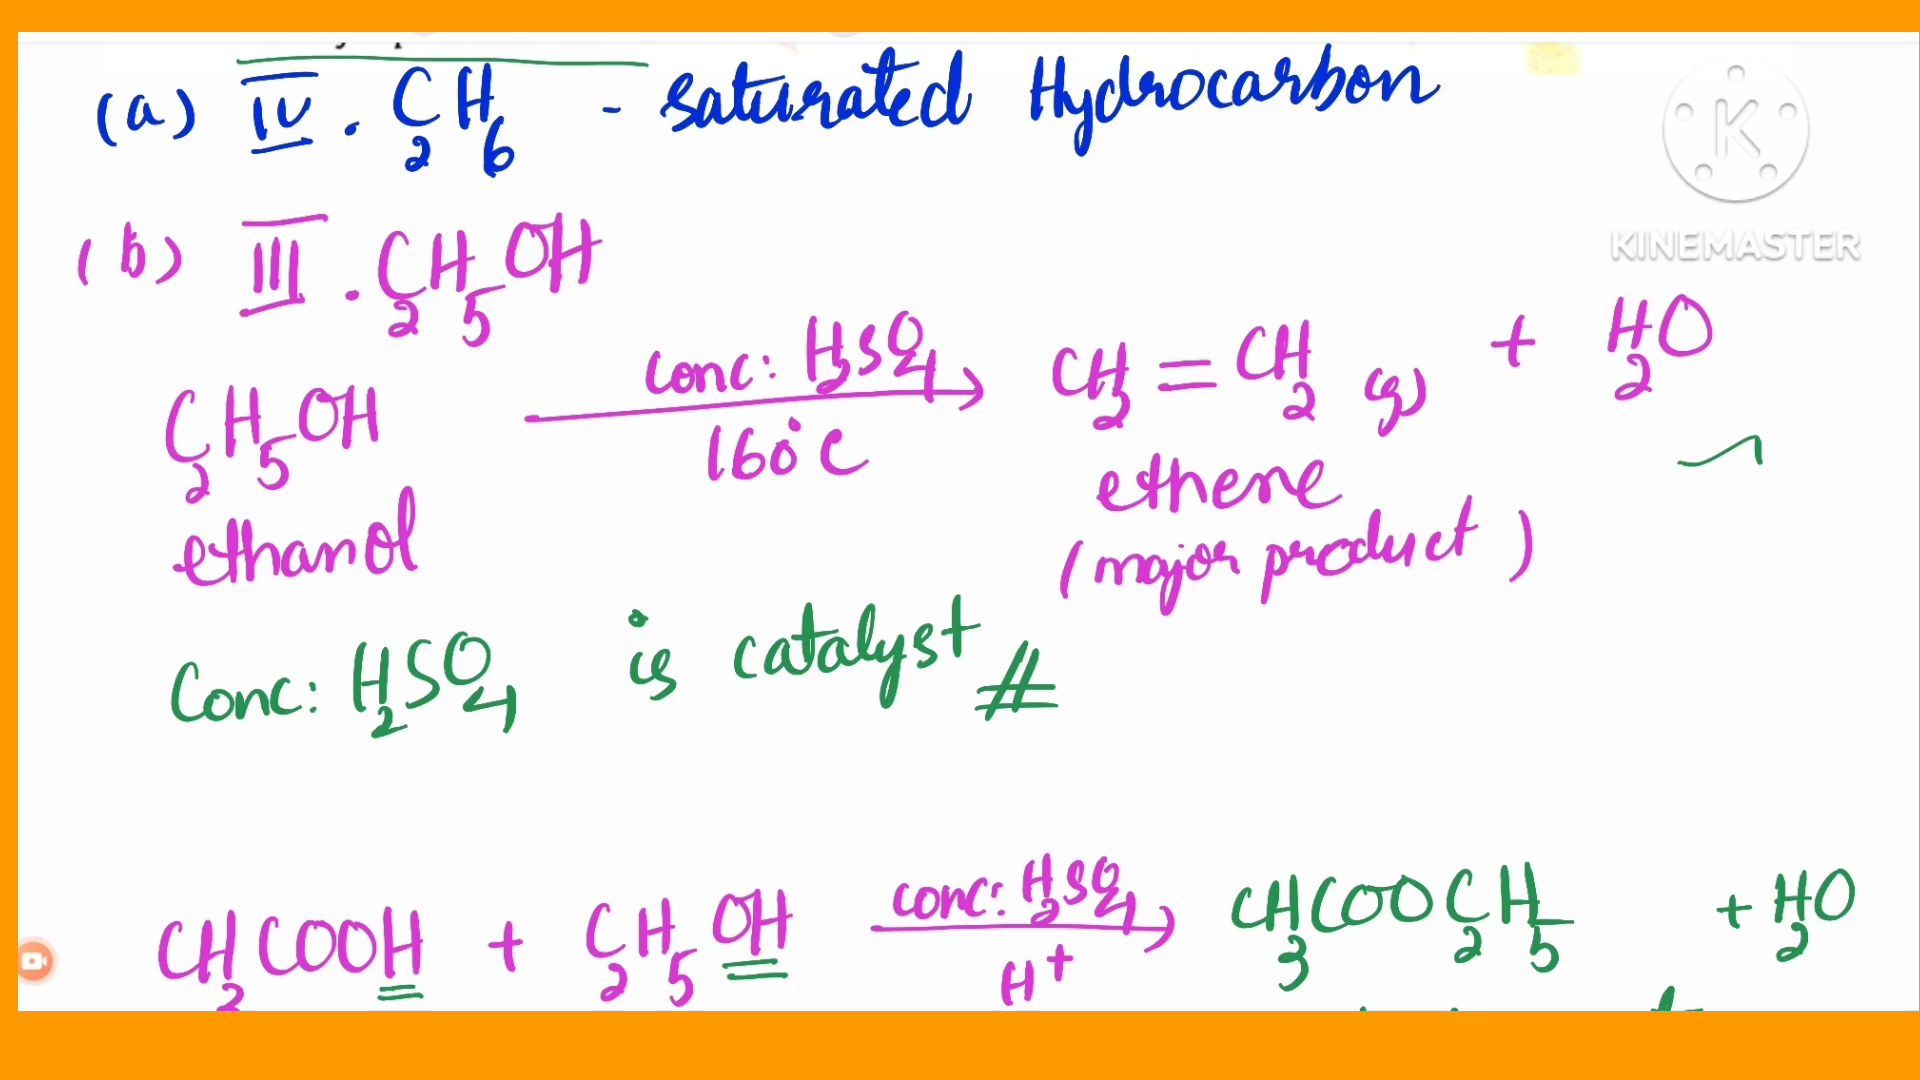 (a) IV. C2H6 - saturated Hydrocarbon
K
KINEMASTER
(b) III. C2H5OH
C2H5OH conc: H2SO4 160°C CH2 = CH2 (g) + H2O
ethanol ethene
(major product)
Conc: H2SO4 is catalyst //
CH3COOH + C2H5OH conc: H2SO4 H+ CH3COOC2H5 + H2O